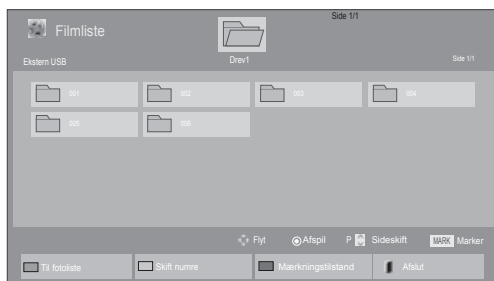 Side 1/1
Filmliste
Ekstern USB
Drev1
Side 1/1
001 002 003 004
005 006
Flyt Afspil P Sideskift MARK Marker
Til fotoliste Skift numre Mærkningstilstand Afslut